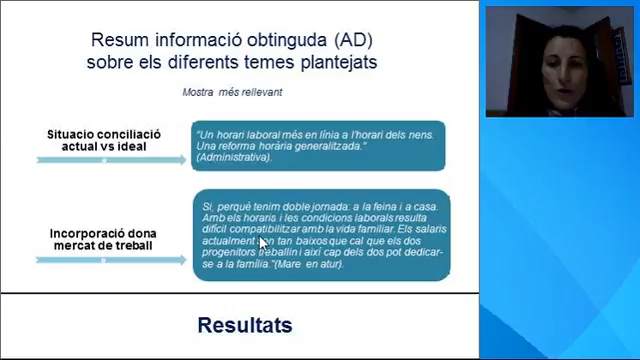 Resum informació obtinguda (AD)
sobre els diferents temes plantejats
Mostra més rellevant
Situacio conciliació
actual vs ideal
"Un horari laboral més en línia a l'horari dels nens.
Una reforma horària generalitzada."
(Administrativa).
Incorporació dona
mercat de treball
Si, perquè tenim doble jornada: a la feina i a casa.
Amb els horaris i les condicions laborals resulta
difícil compatibilitzar amb la vida familiar. Els salaris
actualment son tan baixos que cal que els dos
progenitors treballin i així cap dels dos pot dedicar-
se a la família."(Mare en atur).
Resultats